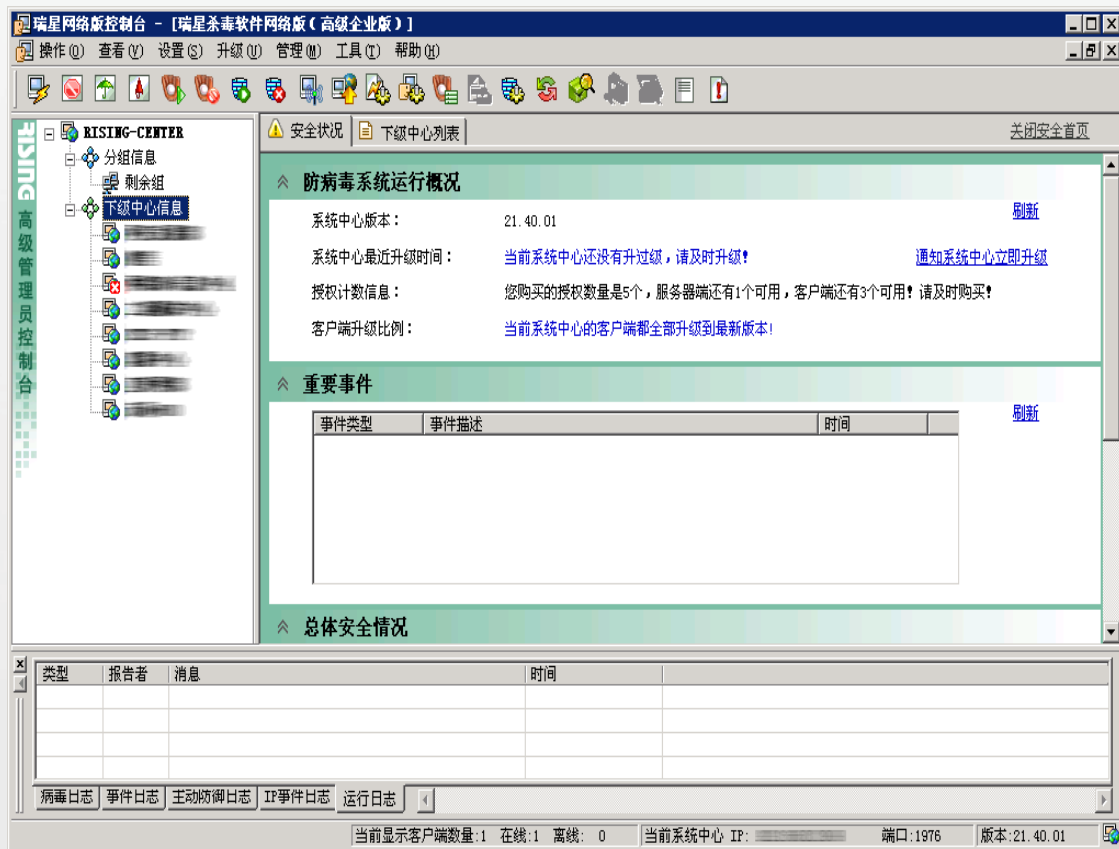 瑞星网络版控制台 - [瑞星杀毒软件网络版（高级企业版）]
操作(O) 查看(V) 设置(S) 升级(U) 管理(M) 工具(T) 帮助(H)
RISING 高级管理员控制台
RISING-CENTER
分组信息
剩余组
下级中心信息
安全状况 下级中心列表 关闭安全首页
防病毒系统运行概况
刷新
系统中心版本： 21.40.01
系统中心最近升级时间： 当前系统中心还没有升过级，请及时升级！ 通知系统中心立即升级
授权计数信息： 您购买的授权数量是5个，服务器端还有1个可用，客户端还有3个可用！请及时购买！
客户端升级比例： 当前系统中心的客户端都全部升级到最新版本！
重要事件
刷新
事件类型 事件描述 时间
总体安全情况
类型 报告者 消息 时间
病毒日志 事件日志 主动防御日志 IP事件日志 运行日志
当前显示客户端数量:1 在线:1 离线: 0 当前系统中心 IP: 端口:1976 版本:21.40.01